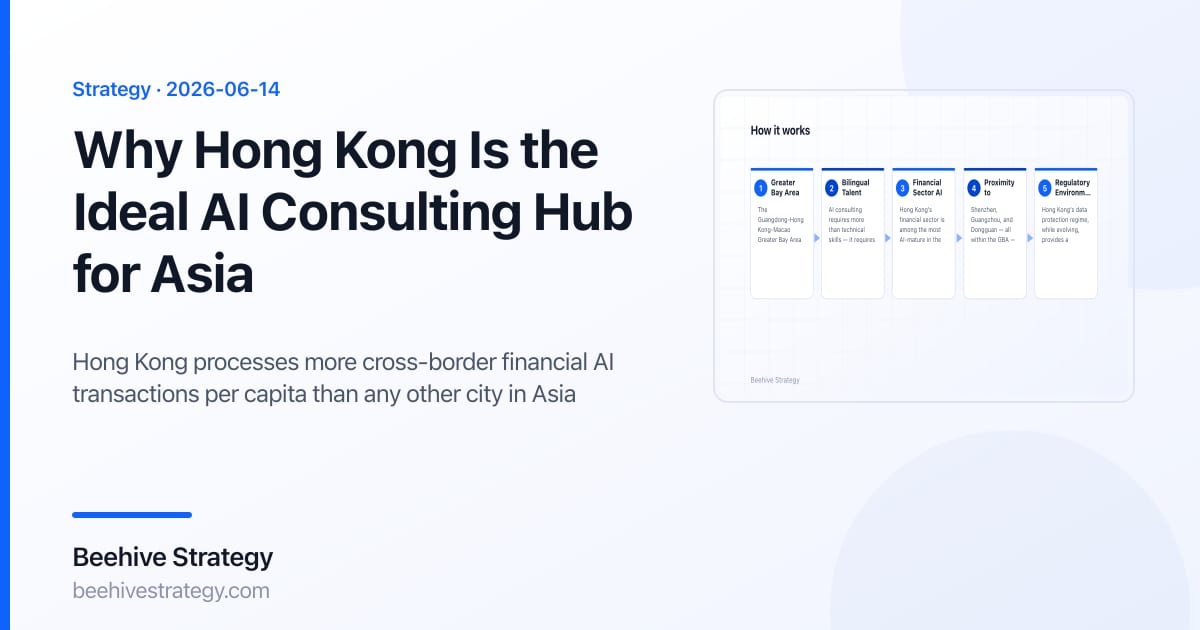 Strategy · 2026-06-14
Why Hong Kong Is the
Ideal AI Consulting Hub
for Asia
Hong Kong processes more cross-border financial AI
transactions per capita than any other city in Asia
Beehive Strategy
beehivestrategy.com
How it works
1
Greater
Bay Area
The
Guangdong-Hong
Kong-Macao
Greater Bay Area
2
Bilingual
Talent
AI consulting
requires more
than technical
skills — it requires
3
Financial
Sector AI
Hong Kong's
financial sector is
among the most
AI-mature in the
4
Proximity
to
Shenzhen,
Guangzhou, and
Dongguan — all
within the GBA —
5
Regulatory
Environm...
Hong Kong's data
protection regime,
while evolving,
provides a
Beehive Strategy